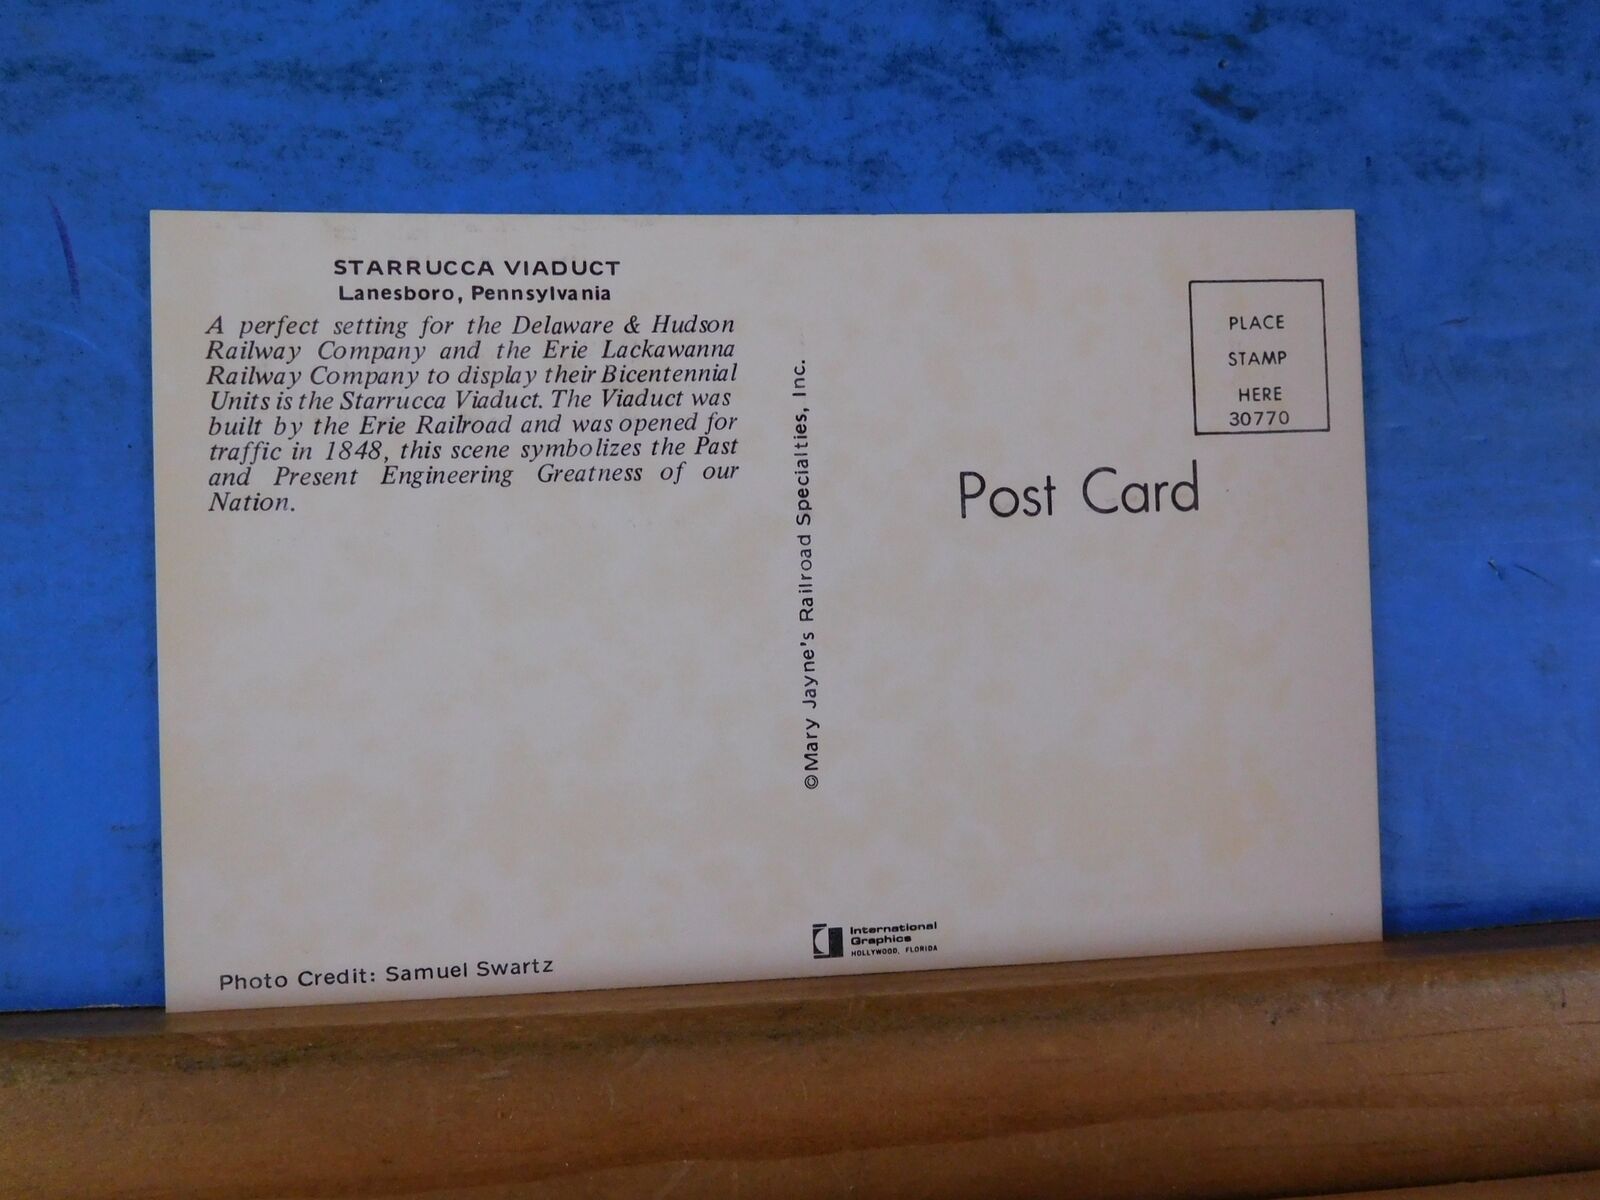 STARRUCCA VIADUCT
Lanesboro, Pennsylvania
A perfect setting for the Delaware & Hudson
Railway Company and the Erie Lackawanna
Railway Company to display their Bicentennial
Units is the Starrucca Viaduct. The Viaduct was
built by the Erie Railroad and was opened for
traffic in 1848, this scene symbolizes the Past
and Present Engineering Greatness of our
Nation.
Photo Credit: Samuel Swartz
©Mary Jayne's Railroad Specialties, Inc.
International
Graphics
HOLLYWOOD, FLORIDA
PLACE
STAMP
HERE
30770
Post Card